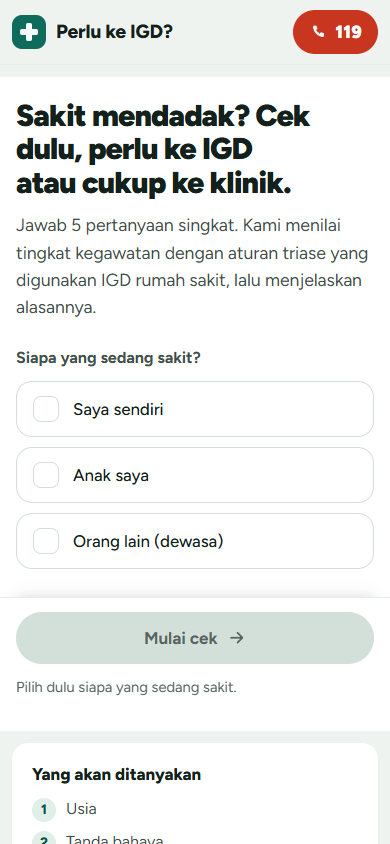 Perlu ke IGD?
119
Sakit mendadak? Cek
dulu, perlu ke IGD
atau cukup ke klinik.
Jawab 5 pertanyaan singkat. Kami menilai
tingkat kegawatan dengan aturan triase yang
digunakan IGD rumah sakit, lalu menjelaskan
alasannya.
Siapa yang sedang sakit?
Saya sendiri
Anak saya
Orang lain (dewasa)
Mulai cek →
Pilih dulu siapa yang sedang sakit.
Yang akan ditanyakan
1 Usia
2 Tanda bahaya